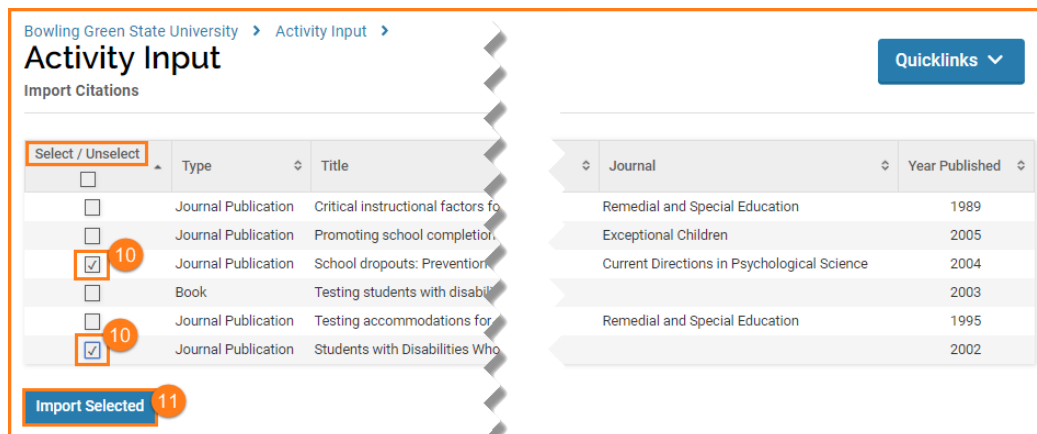 Bowling Green State University > Activity Input >
Activity Input
Quicklinks
Import Citations
Select / Unselect Type Title Journal Year Published
Journal Publication Critical instructional factors fo Remedial and Special Education 1989
Journal Publication Promoting school completion Exceptional Children 2005
10 Journal Publication School dropouts: Prevention Current Directions in Psychological Science 2004
Book Testing students with disabili 2003
Journal Publication Testing accommodations for Remedial and Special Education 1995
10 Journal Publication Students with Disabilities Who 2002
Import Selected 11